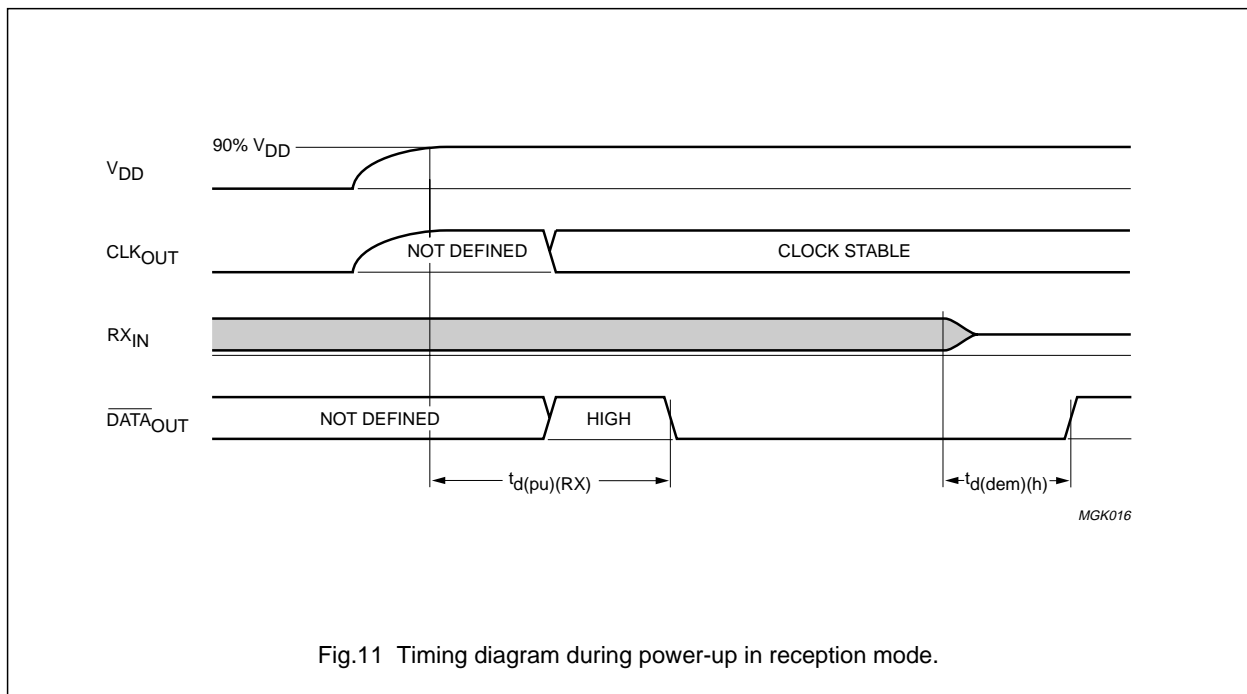 90% VDD
VDD
CLKOUT
NOT DEFINED
CLOCK STABLE
RXIN
DATAOUT
NOT DEFINED
HIGH
td(pu)(RX)
td(dem)(h)
MGK016
Fig.11 Timing diagram during power-up in reception mode.